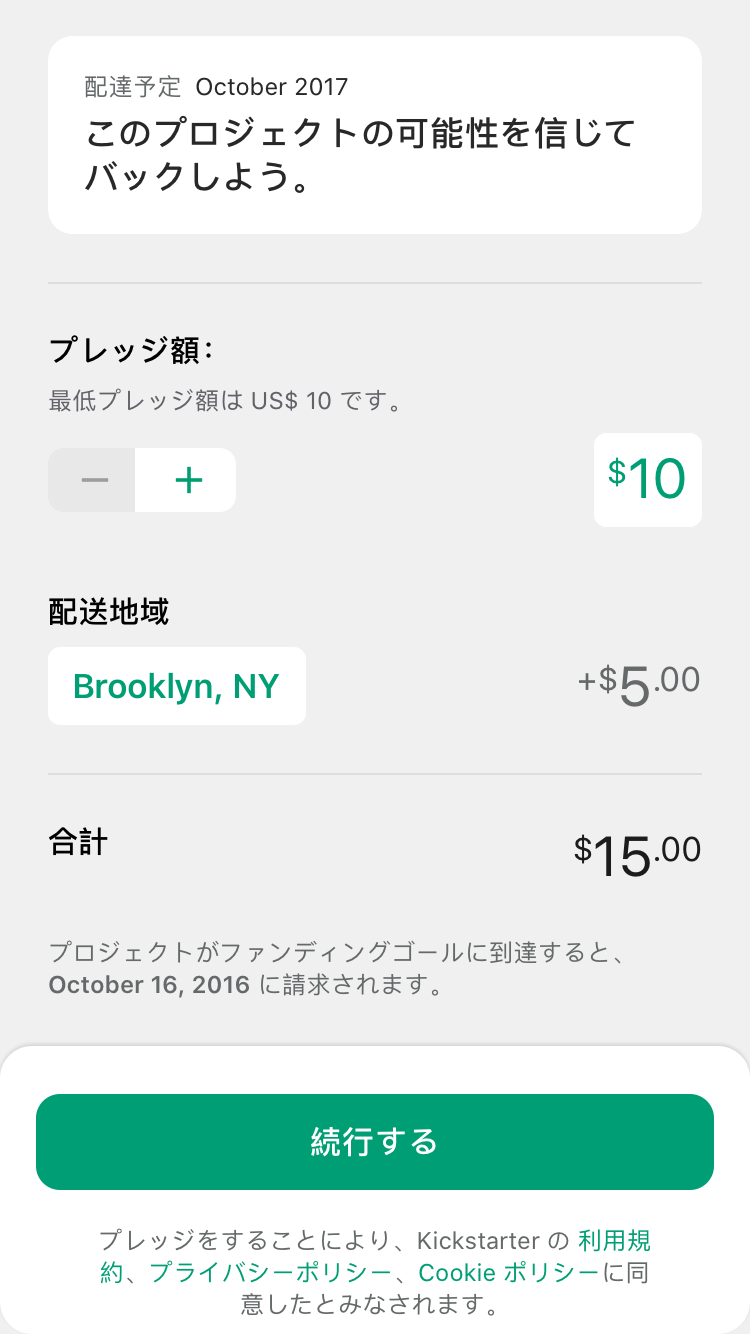 配達予定 October 2017
このプロジェクトの可能性を信じて
バックしよう。
プレッジ額：
最低プレッジ額は US$ 10 です。
− +
$10
配送地域
Brooklyn, NY
+$5.00
合計
$15.00
プロジェクトがファンディングゴールに到達すると、
October 16, 2016 に請求されます。
続行する
プレッジをすることにより、Kickstarter の 利用規
約、プライバシーポリシー、Cookie ポリシーに同
意したとみなされます。